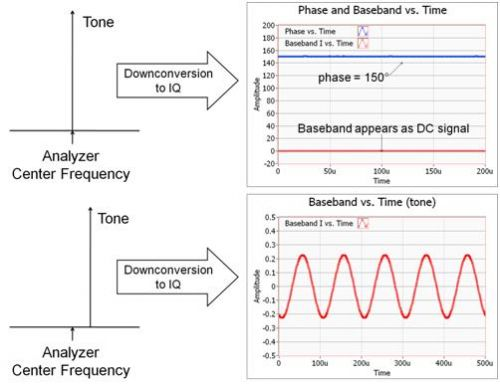 Tone
Downconversion
to IQ
Analyzer
Center Frequency
Phase and Baseband vs. Time
Phase vs. Time
Baseband I vs. Time
200
180
160
140
120
100
80
60
40
20
0
-20
Amplitude
phase = 150°
Baseband appears as DC signal
0 50u 100u 150u 200u
Time
Tone
Downconversion
to IQ
Analyzer
Center Frequency
Baseband vs. Time (tone)
Baseband I vs. Time
0.5
0.4
0.3
0.2
0.1
0
-0.1
-0.2
-0.3
-0.4
-0.5
Amplitude
0 100u 200u 300u 400u 500u
Time